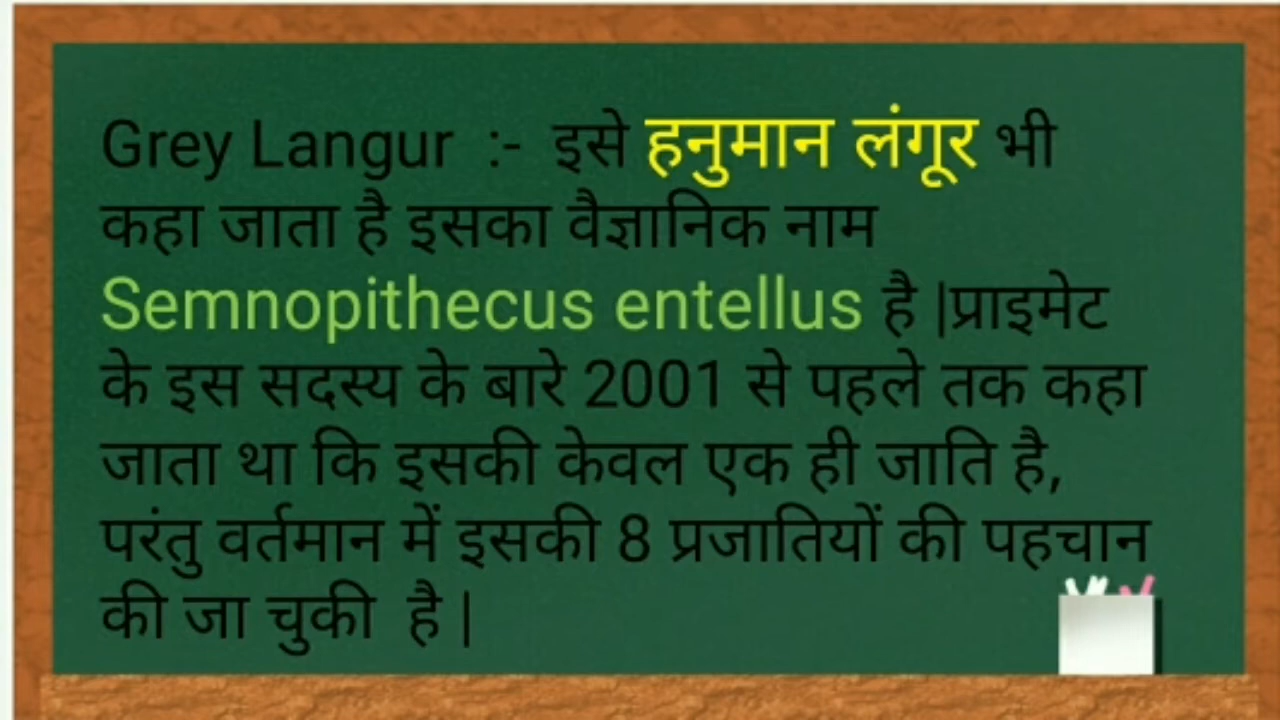 Grey Langur :- इसे हनुमान लंगूर भी
कहा जाता है इसका वैज्ञानिक नाम
Semnopithecus entellus है |प्राइमेट
के इस सदस्य के बारे 2001 से पहले तक कहा
जाता था कि इसकी केवल एक ही जाति है,
परंतु वर्तमान में इसकी 8 प्रजातियों की पहचान
की जा चुकी है |